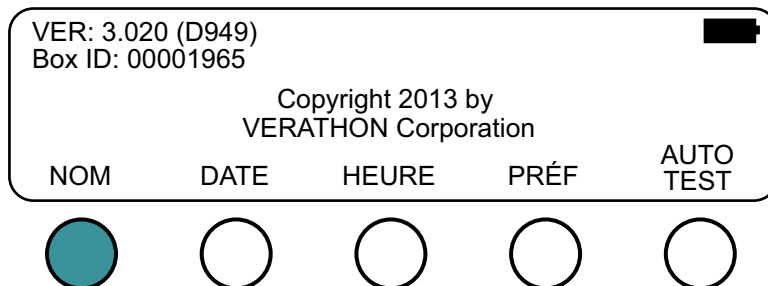 VER: 3.020 (D949)
Box ID: 00001965
Copyright 2013 by
VERATHON Corporation
NOM DATE HEURE PRÉF AUTO TEST